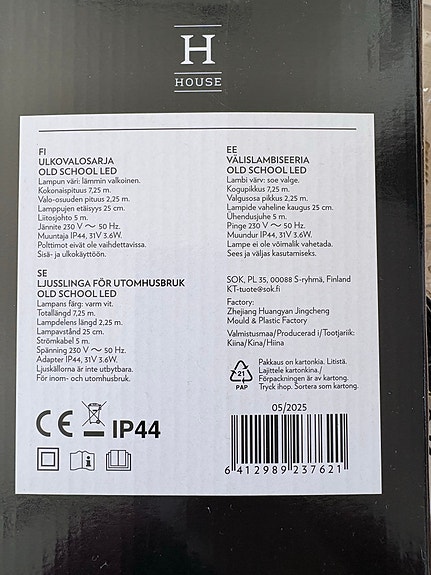 H
HOUSE
FI
ULKOVALOSARJA
OLD SCHOOL LED
Lampun väri: lämmin valkoinen.
Kokonaispituus 7,25 m.
Valo-osuuden pituus 2,25 m.
Lamppujen etäisyys 25 cm.
Liitosjohto 5 m.
Jännite 230 V ~ 50 Hz.
Muuntaja IP44, 31V 3.6W.
Polttimot eivät ole vaihdettavissa.
Sisä- ja ulkokäyttöön.
SE
LJUSSLINGA FÖR UTOMHUSBRUK
OLD SCHOOL LED
Lampans färg: varm vit.
Totallängd 7,25 m.
Lampdelens längd 2,25 m.
Lampavstånd 25 cm.
Strömkabel 5 m.
Spänning 230 V ~ 50 Hz.
Adapter IP44, 31V 3.6W.
Ljuskällorna är inte utbytbara.
För inom- och utomhusbruk.
CE IP44
EE
VÄLISLAMBISEERIA
OLD SCHOOL LED
Lambi värv: soe valge.
Kogupikkus 7,25 m.
Valgusosa pikkus 2,25 m.
Lampide vaheline kaugus 25 cm.
Ühendusjuhe 5 m.
Pinge 230 V ~ 50 Hz.
Muundur IP44, 31V 3.6W.
Lampe ei ole võimalik vahetada.
Sees ja väljas kasutamiseks.
SOK, PL 35, 00088 S-ryhmä, Finland
KT-tuote@sok.fi
Factory:
Zhejiang Huangyan Jingcheng
Mould & Plastic Factory
Valmistusmaa/Producerad i/Tootjariik:
Kiina/Kina/Hiina
21
PAP
Pakkaus on kartonkia. Litistä.
Lajittele kartonkina./
Förpackningen är av kartong.
Tryck ihop. Sortera som kartong.
05/2025
6 412989 237621